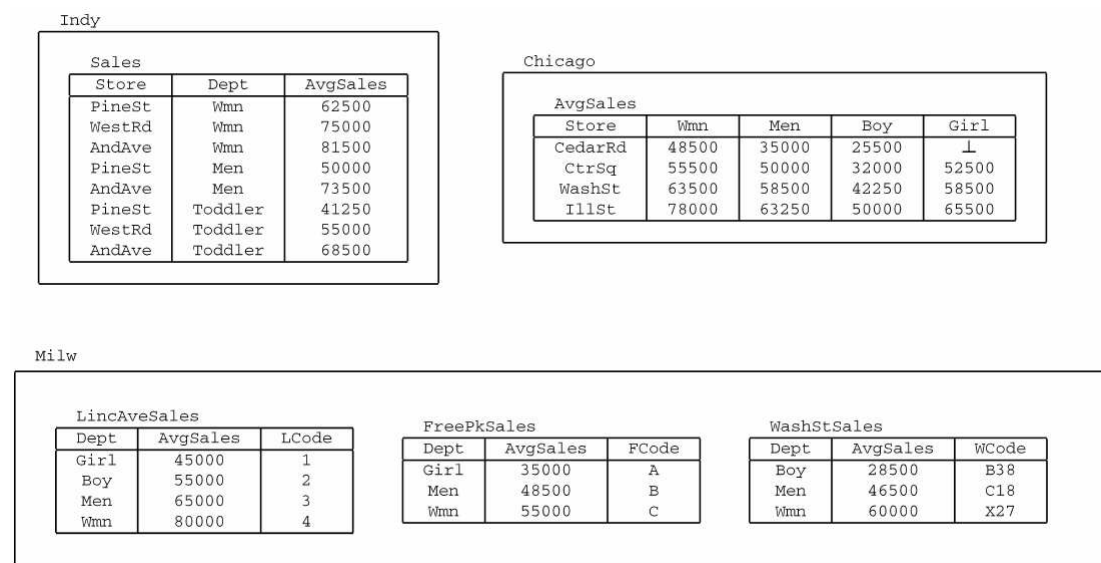 Indy
Sales
Store Dept AvgSales
PineSt Wmn 62500
WestRd Wmn 75000
AndAve Wmn 81500
PineSt Men 50000
AndAve Men 73500
PineSt Toddler 41250
WestRd Toddler 55000
AndAve Toddler 68500
Chicago
AvgSales
Store Wmn Men Boy Girl
CedarRd 48500 35000 25500 ⊥
CtrSq 55500 50000 32000 52500
WashSt 63500 58500 42250 58500
IllSt 78000 63250 50000 65500
Milw
LincAveSales
Dept AvgSales LCode
Girl 45000 1
Boy 55000 2
Men 65000 3
Wmn 80000 4
FreePkSales
Dept AvgSales FCode
Girl 35000 A
Men 48500 B
Wmn 55000 C
WashStSales
Dept AvgSales WCode
Boy 28500 B38
Men 46500 C18
Wmn 60000 X27